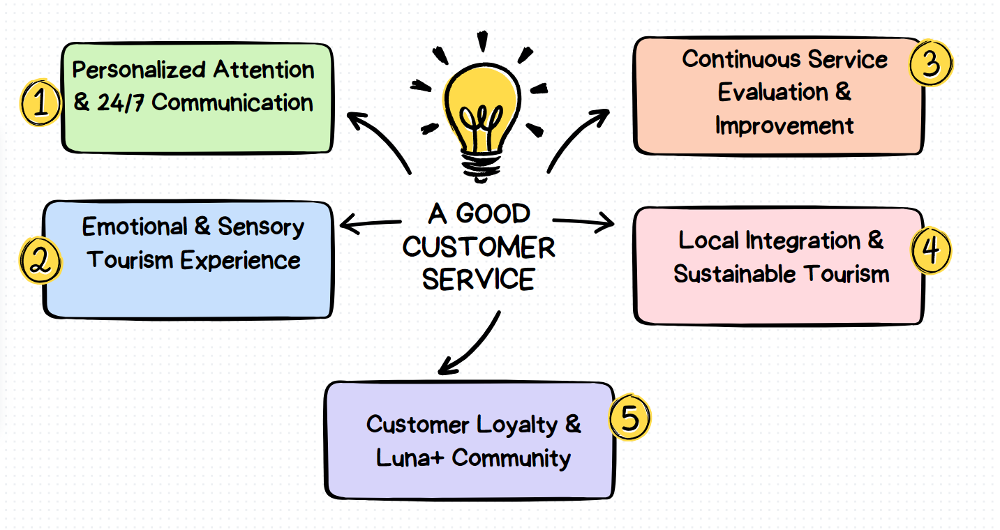 A GOOD
CUSTOMER
SERVICE
1
Personalized Attention
& 24/7 Communication
2
Emotional & Sensory
Tourism Experience
3
Continuous Service
Evaluation &
Improvement
4
Local Integration &
Sustainable Tourism
5
Customer Loyalty &
Luna+ Community